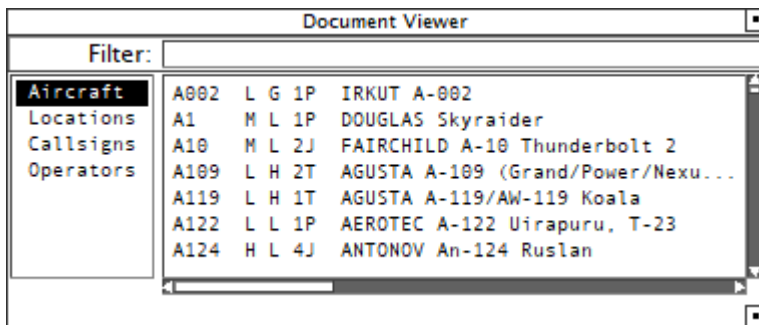 Document Viewer
Filter:
Aircraft
Locations
Callsigns
Operators
A002 L G 1P IRKUT A-002
A1 M L 1P DOUGLAS Skyraider
A10 M L 2J FAIRCHILD A-10 Thunderbolt 2
A109 L H 2T AGUSTA A-109 (Grand/Power/Nexu...
A119 L H 1T AGUSTA A-119/AW-119 Koala
A122 L L 1P AEROTEC A-122 Uirapuru, T-23
A124 H L 4J ANTONOV An-124 Ruslan